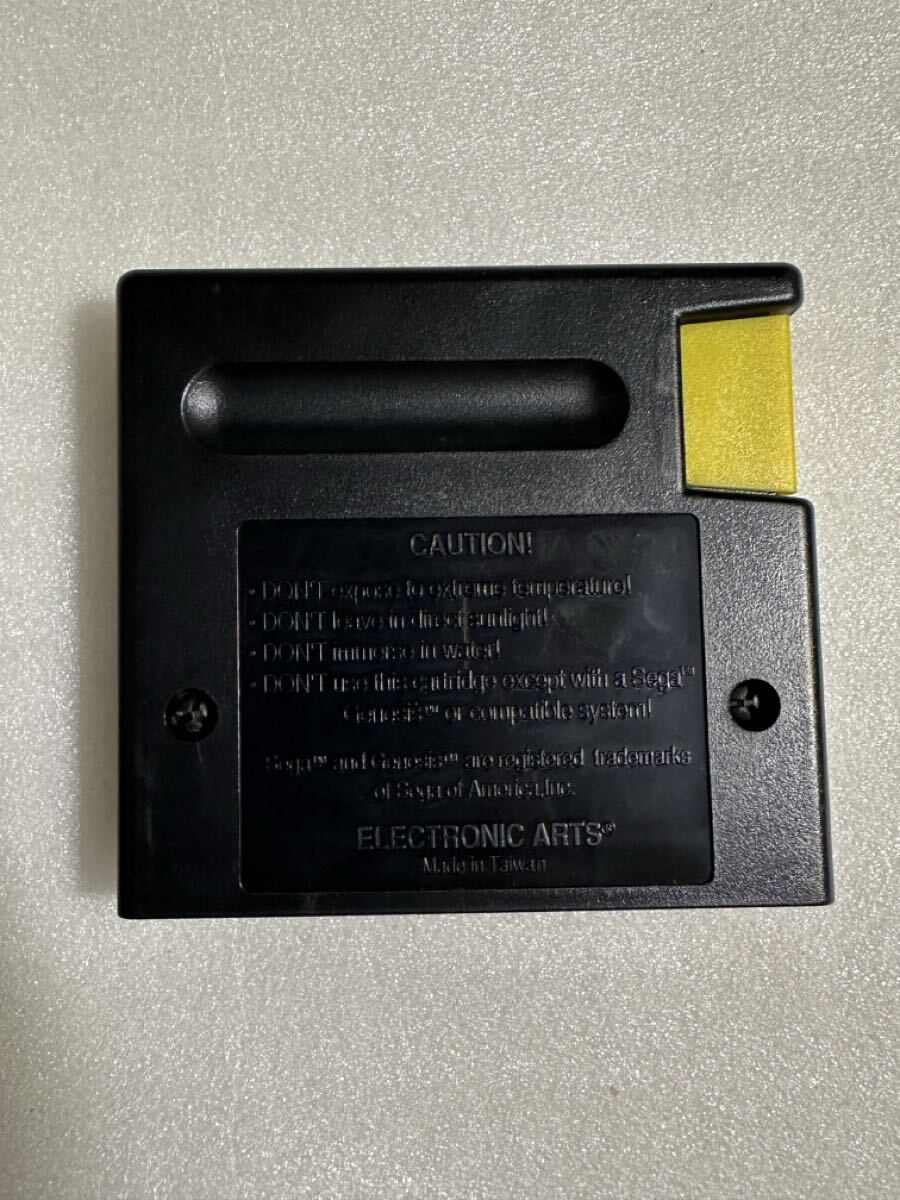 CAUTION!
• DON'T expose to extreme temperature!
• DON'T leave in direct sunlight!
• DON'T immerse in water!
• DON'T use this cartridge except with a Sega™
Genesis™ or compatible system!
Sega™ and Genesis™ are registered trademarks
of Sega of America,Inc.
ELECTRONIC ARTS®
Made in Taiwan